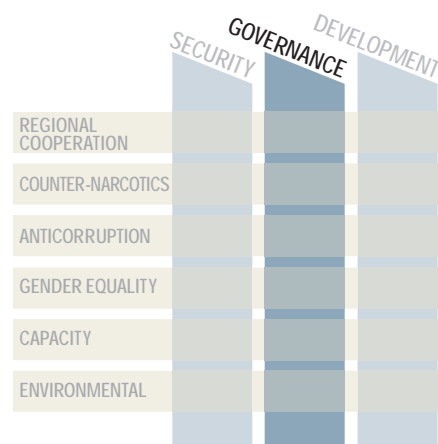 SECURITY
GOVERNANCE
DEVELOPMENT
REGIONAL
COOPERATION
COUNTER-NARCOTICS
ANTICORRUPTION
GENDER EQUALITY
CAPACITY
ENVIRONMENTAL